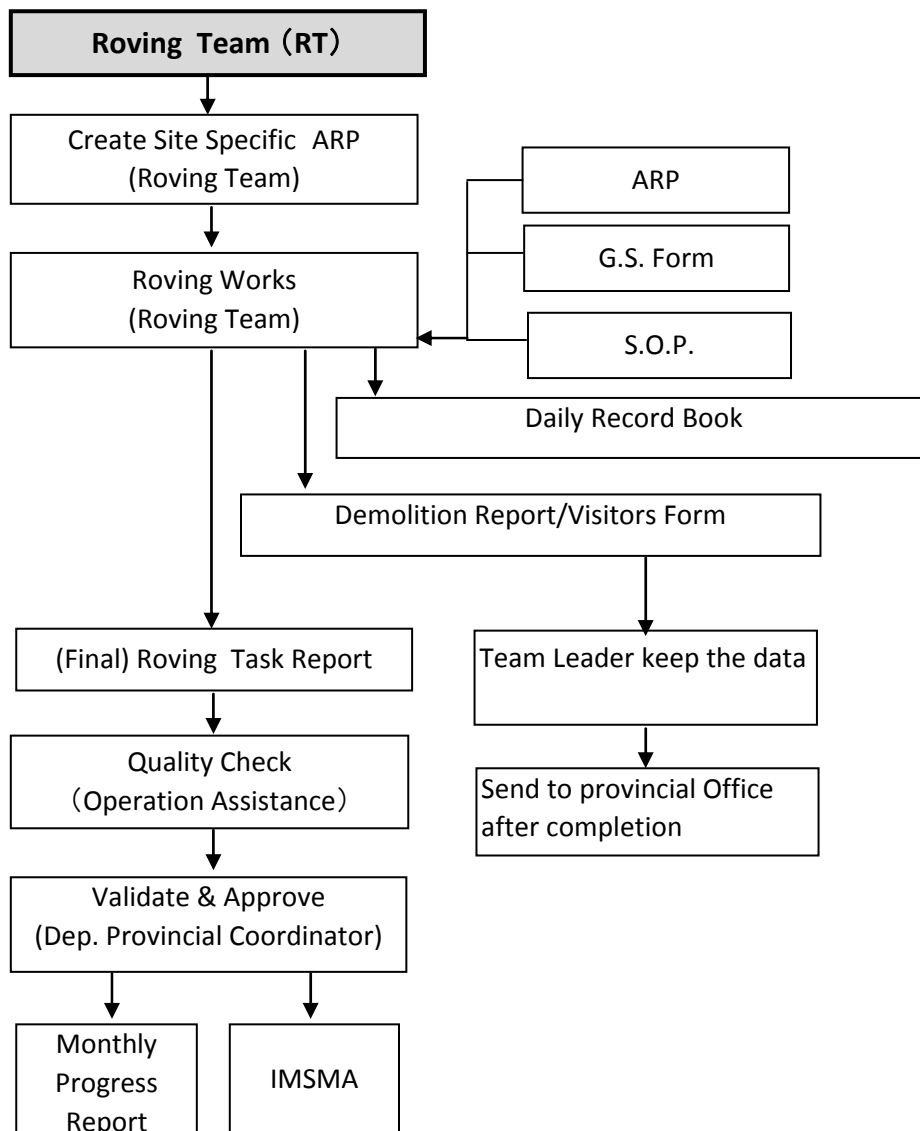 Roving Team（RT）
Create Site Specific ARP
(Roving Team)
ARP
G.S. Form
Roving Works
(Roving Team)
S.O.P.
Daily Record Book
Demolition Report/Visitors Form
(Final) Roving Task Report
Team Leader keep the data
Quality Check
（Operation Assistance）
Send to provincial Office
after completion
Validate & Approve
(Dep. Provincial Coordinator)
Monthly
Progress
Report
IMSMA